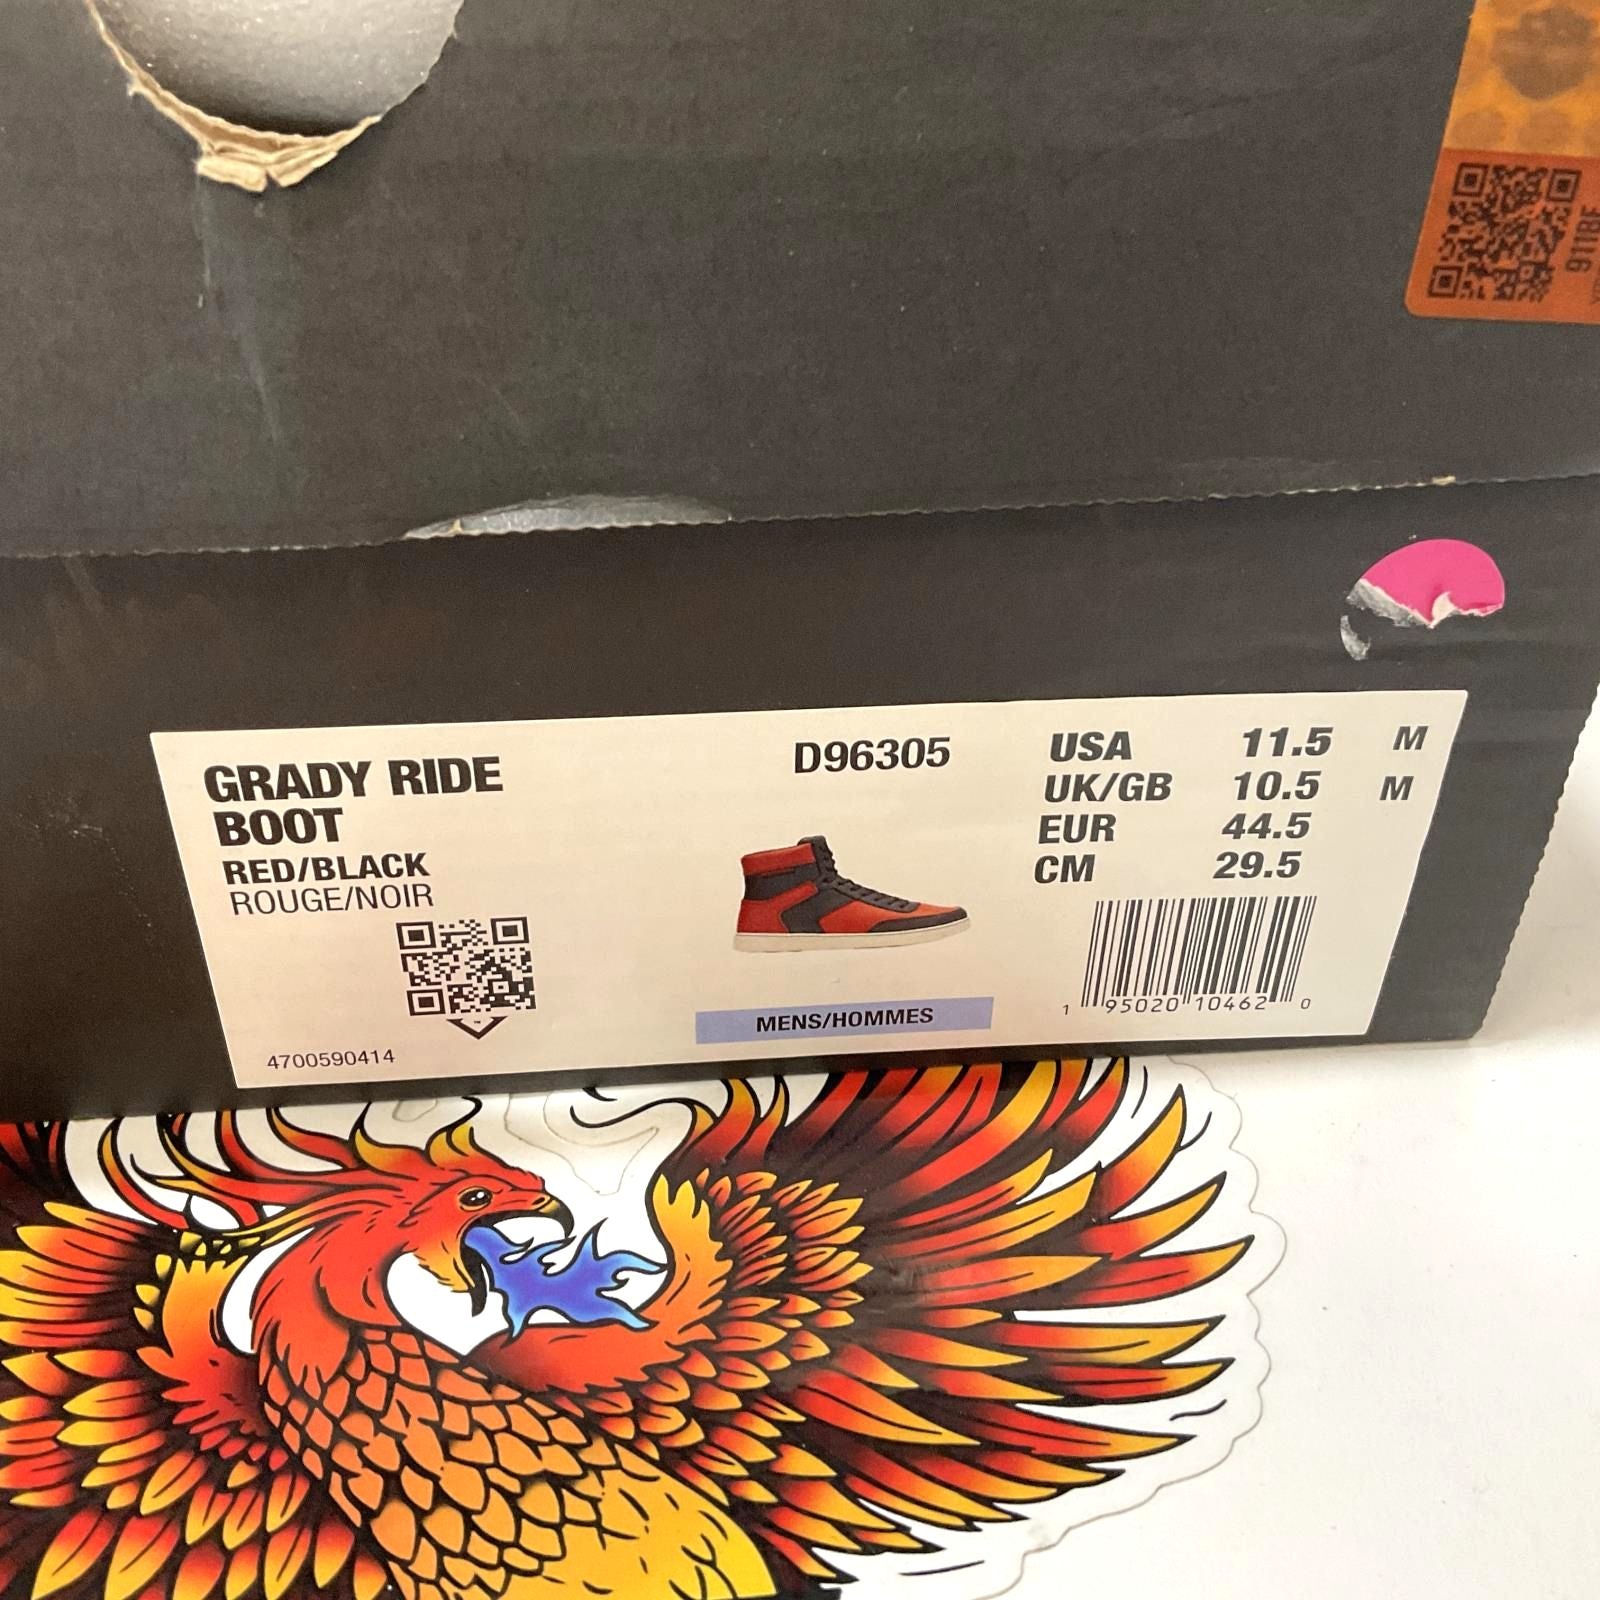 911BF
GRADY RIDE
BOOT
RED/BLACK
ROUGE/NOIR
4700590414
D96305
MENS/HOMMES
USA 11.5 M
UK/GB 10.5 M
EUR 44.5
CM 29.5
1 95020 10462 0